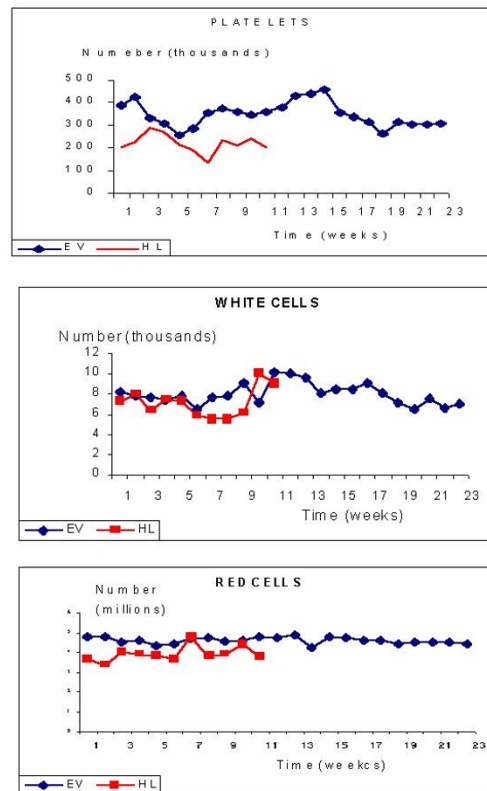 PLATELETS
Numeber (thousands)
500
400
300
200
100
0
1 3 5 7 9 11 13 15 17 19 21 23
Time (weeks)
EV HL
WHITE CELLS
Number (thousands)
12
10
8
6
4
2
0
1 3 5 7 9 11 13 15 17 19 21 23
Time (weeks)
EV HL
RED CELLS
Number
(millions)
1 3 5 7 9 11 13 15 17 19 21 23
Time (weekcs)
EV HL